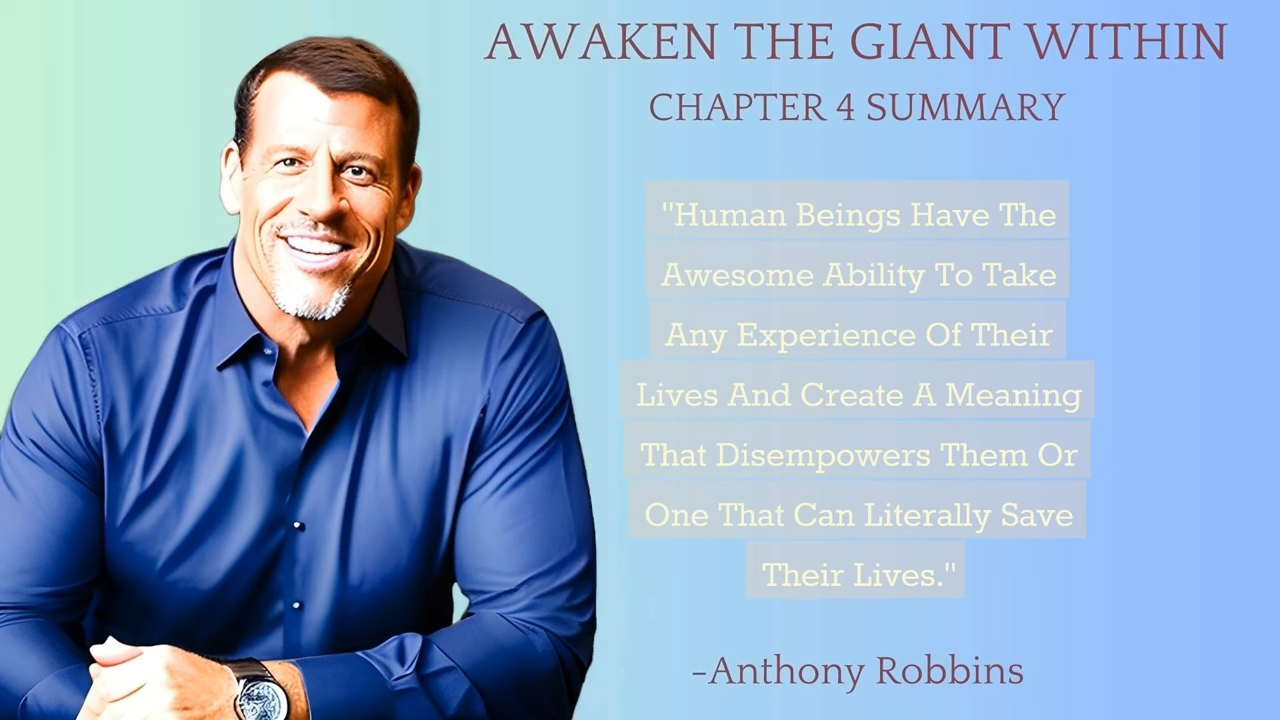 AWAKEN THE GIANT WITHIN
CHAPTER 4 SUMMARY
"Human Beings Have The
Awesome Ability To Take
Any Experience Of Their
Lives And Create A Meaning
That Disempowers Them Or
One That Can Literally Save
Their Lives."
-Anthony Robbins